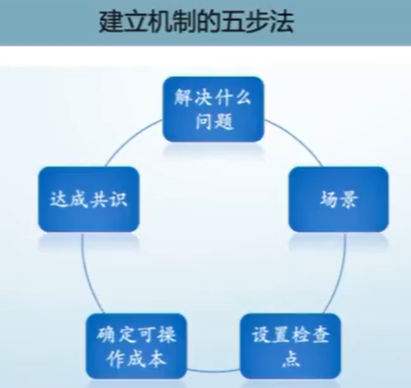 建立机制的五步法
解决什么
问题
场景
设置检查
点
确定可操
作成本
达成共识